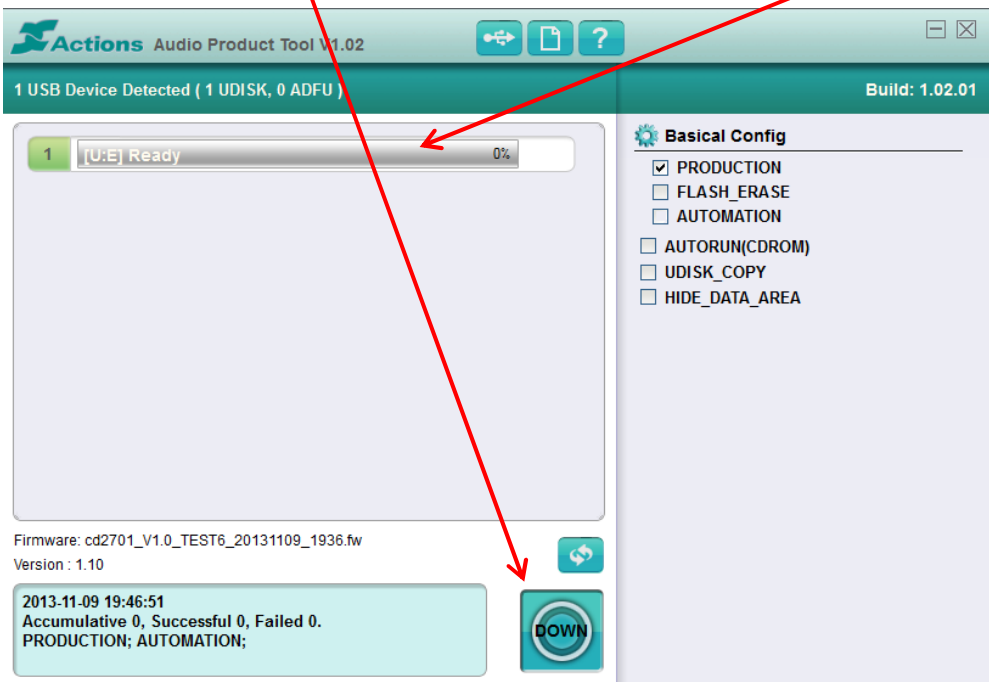 Actions Audio Product Tool V1.02
?
1 USB Device Detected ( 1 UDISK, 0 ADFU )
Build: 1.02.01
1 [U:E] Ready 0%
Basical Config
PRODUCTION
FLASH_ERASE
AUTOMATION
AUTORUN(CDROM)
UDISK_COPY
HIDE_DATA_AREA
Firmware: cd2701_V1.0_TEST6_20131109_1936.fw
Version : 1.10
2013-11-09 19:46:51
Accumulative 0, Successful 0, Failed 0.
PRODUCTION; AUTOMATION;
DOWN